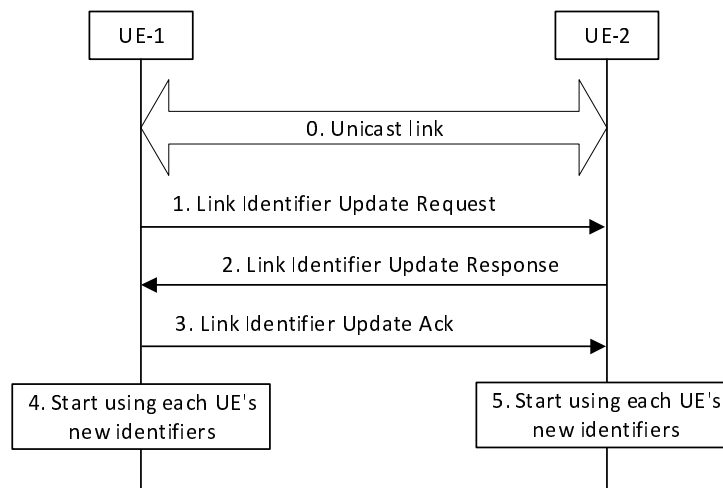 UE-1
UE-2
0. Unicast link
1. Link Identifier Update Request
2. Link Identifier Update Response
3. Link Identifier Update Ack
4. Start using each UE's
new identifiers
5. Start using each UE's
new identifiers